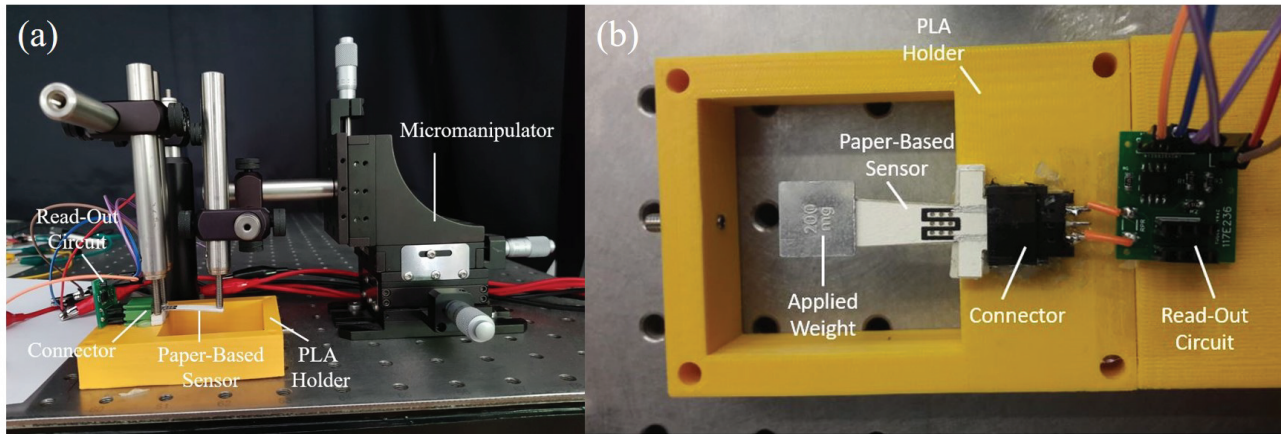 (a)
Micromanipulator
Read-Out
Circuit
Connector
Paper-Based
Sensor
PLA
Holder
(b)
PLA
Holder
Paper-Based
Sensor
200
mg
Applied
Weight
Connector
Read-Out
Circuit
117E236